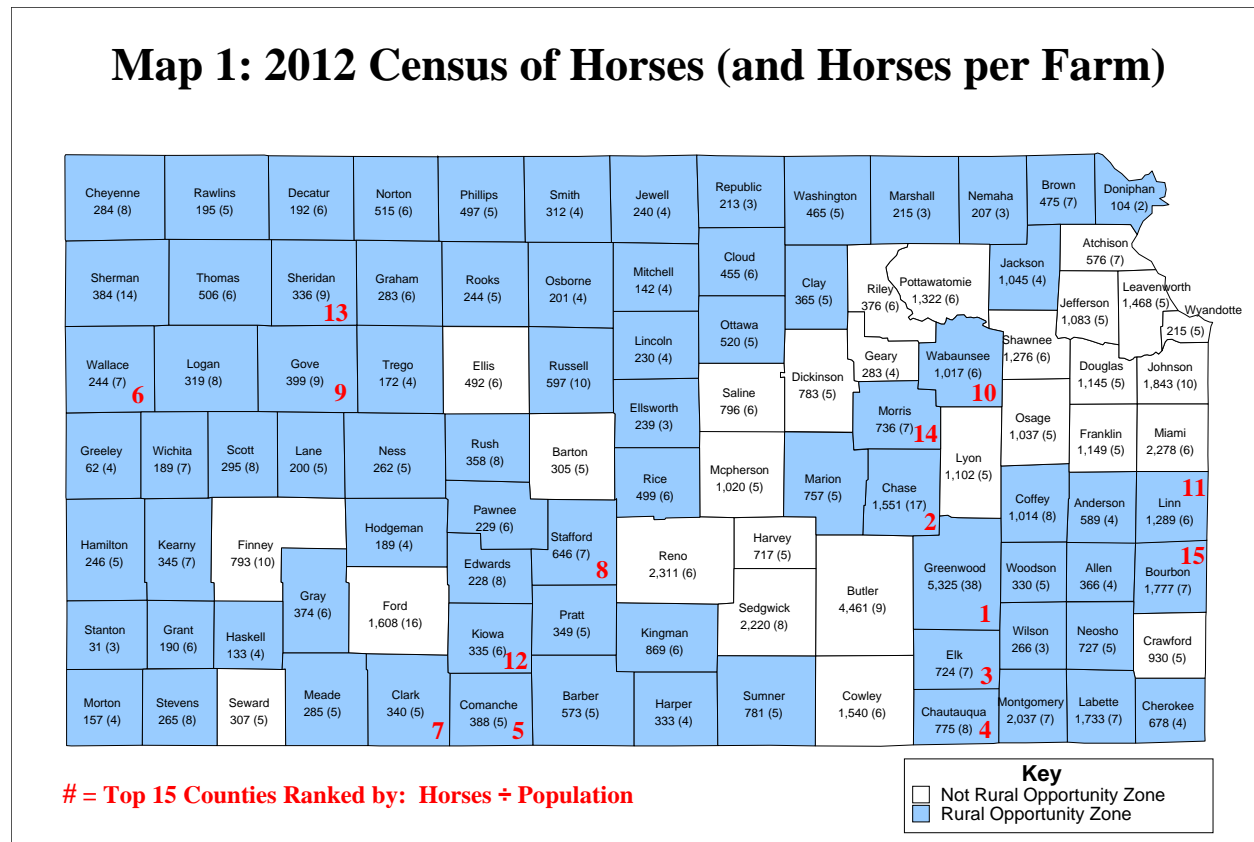 Map 1: 2012 Census of Horses (and Horses per Farm)
Cheyenne
284 (8)
Rawlins
195 (5)
Decatur
192 (6)
Norton
515 (6)
Phillips
497 (5)
Smith
312 (4)
Jewell
240 (4)
Republic
213 (3)
Washington
465 (5)
Marshall
215 (3)
Nemaha
207 (3)
Brown
475 (7)
Doniphan
104 (2)
Sherman
384 (14)
Thomas
506 (6)
Sheridan
336 (9)
13
Graham
283 (6)
Rooks
244 (5)
Osborne
201 (4)
Mitchell
142 (4)
Cloud
455 (6)
Clay
365 (5)
Riley
376 (6)
Pottawatomie
1,322 (6)
Jackson
1,045 (4)
Atchison
576 (7)
Jefferson
1,083 (5)
Leavenworth
1,468 (5)
Wyandotte
215 (5)
Wallace
244 (7)
6
Logan
319 (8)
Gove
399 (9)
9
Trego
172 (4)
Ellis
492 (6)
Russell
597 (10)
Lincoln
230 (4)
Ottawa
520 (5)
Saline
796 (6)
Dickinson
783 (5)
Geary
283 (4)
Wabaunsee
1,017 (6)
10
Shawnee
1,276 (6)
Douglas
1,145 (5)
Johnson
1,843 (10)
Ellsworth
239 (3)
Morris
736 (7)
14
Osage
1,037 (5)
Franklin
1,149 (5)
Miami
2,278 (6)
Greeley
62 (4)
Wichita
189 (7)
Scott
295 (8)
Lane
200 (5)
Ness
262 (5)
Rush
358 (8)
Barton
305 (5)
Rice
499 (6)
Mcpherson
1,020 (5)
Marion
757 (5)
Chase
1,551 (17)
2
Lyon
1,102 (5)
Coffey
1,014 (8)
Anderson
589 (4)
11
Linn
1,289 (6)
Hamilton
246 (5)
Kearny
345 (7)
Finney
793 (10)
Hodgeman
189 (4)
Pawnee
229 (6)
Stafford
646 (7)
8
Edwards
228 (8)
Reno
2,311 (6)
Harvey
717 (5)
Sedgwick
2,220 (8)
Butler
4,461 (9)
Greenwood
5,325 (38)
1
Woodson
330 (5)
Allen
366 (4)
15
Bourbon
1,777 (7)
Stanton
31 (3)
Grant
190 (6)
Haskell
133 (4)
Gray
374 (6)
Ford
1,608 (16)
Kiowa
335 (6)
12
Pratt
349 (5)
Kingman
869 (6)
Elk
724 (7)
3
Wilson
266 (3)
Neosho
727 (5)
Crawford
930 (5)
Morton
157 (4)
Stevens
265 (8)
Seward
307 (5)
Meade
285 (5)
Clark
340 (5)
7
Comanche
388 (5)
5
Barber
573 (5)
Harper
333 (4)
Sumner
781 (5)
Cowley
1,540 (6)
Chautauqua
775 (8)
4
Montgomery
2,037 (7)
Labette
1,733 (7)
Cherokee
678 (4)
# = Top 15 Counties Ranked by: Horses ÷ Population
Key
Not Rural Opportunity Zone
Rural Opportunity Zone